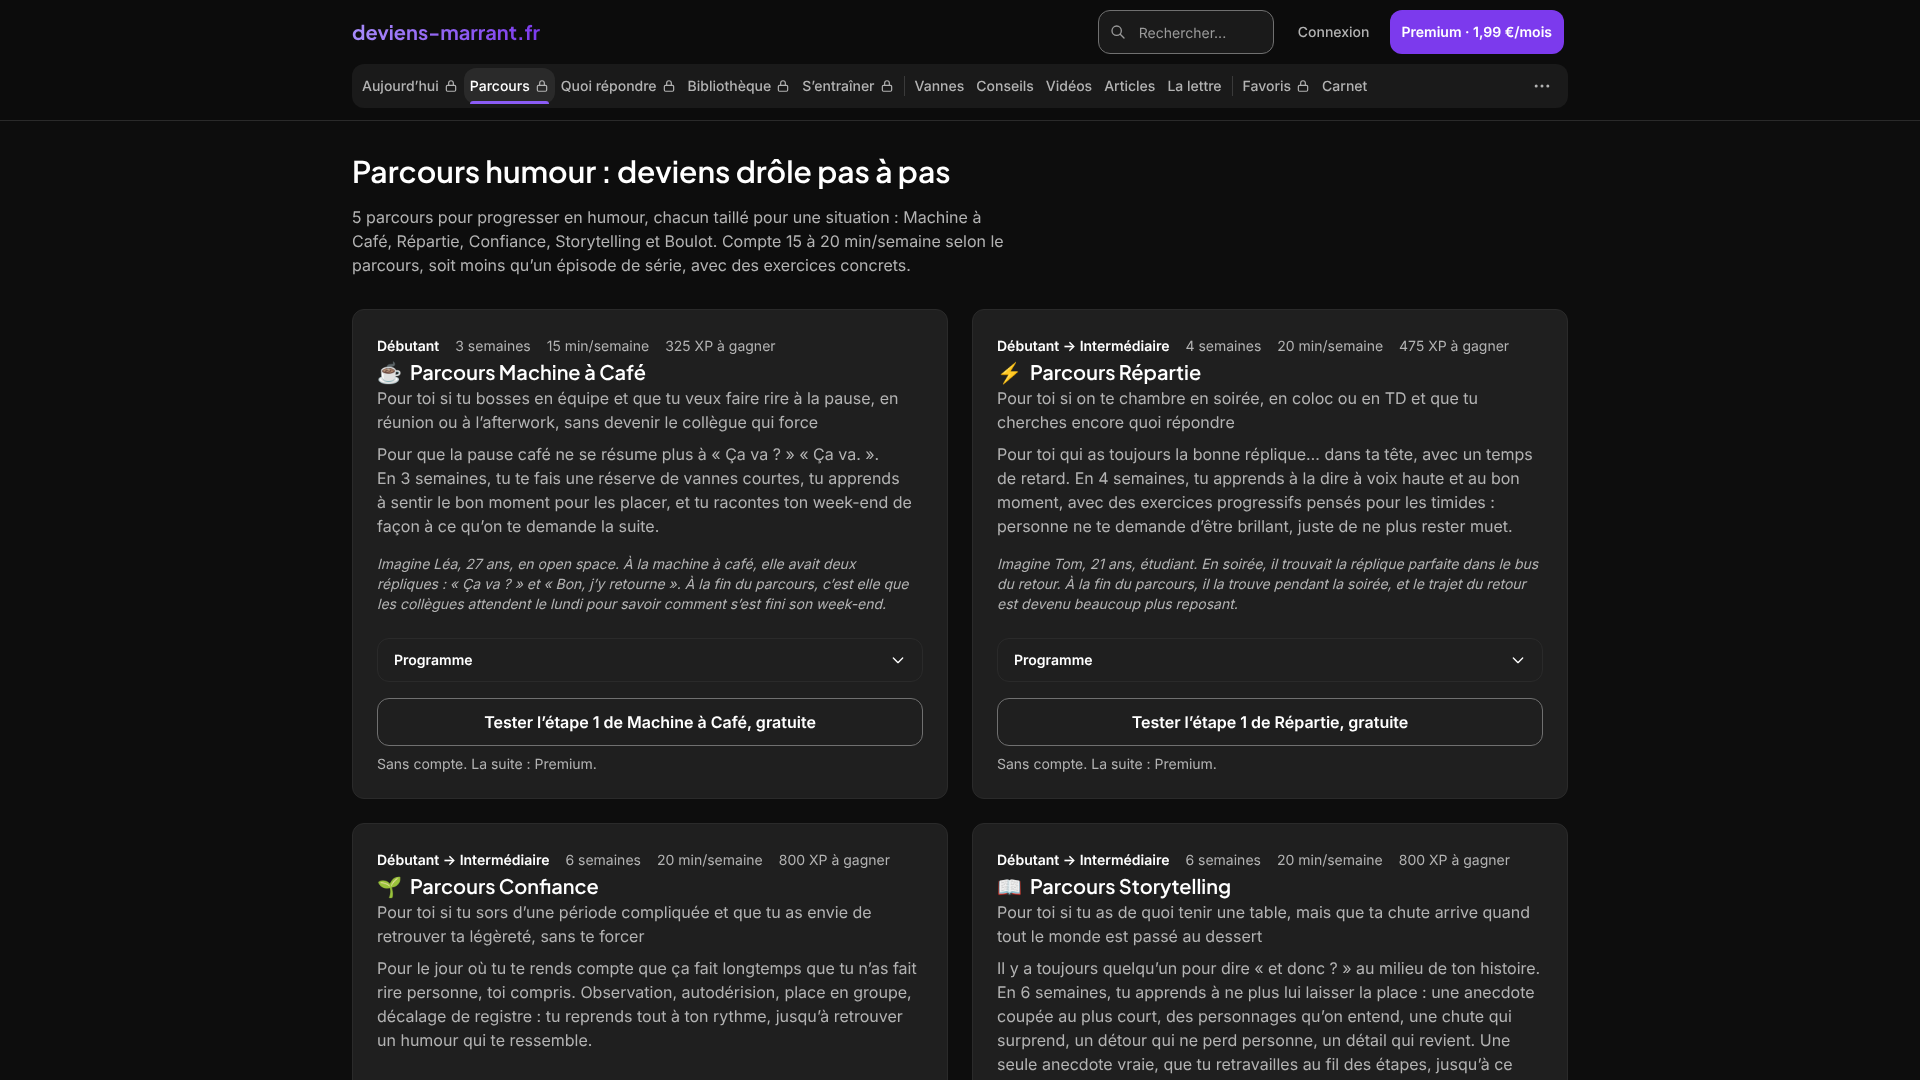 deviens-marrant.fr
Rechercher...
Connexion
Premium · 1,99 €/mois
Aujourd’hui
Parcours
Quoi répondre
Bibliothèque
S’entraîner
Vannes
Conseils
Vidéos
Articles
La lettre
Favoris
Carnet
Parcours humour : deviens drôle pas à pas
5 parcours pour progresser en humour, chacun taillé pour une situation : Machine à
Café, Répartie, Confiance, Storytelling et Boulot. Compte 15 à 20 min/semaine selon le
parcours, soit moins qu’un épisode de série, avec des exercices concrets.
Débutant 3 semaines 15 min/semaine 325 XP à gagner
☕ Parcours Machine à Café
Pour toi si tu bosses en équipe et que tu veux faire rire à la pause, en
réunion ou à l’afterwork, sans devenir le collègue qui force
Pour que la pause café ne se résume plus à « Ça va ? » « Ça va. ».
En 3 semaines, tu te fais une réserve de vannes courtes, tu apprends
à sentir le bon moment pour les placer, et tu racontes ton week-end de
façon à ce qu’on te demande la suite.
Imagine Léa, 27 ans, en open space. À la machine à café, elle avait deux
répliques : « Ça va ? » et « Bon, j’y retourne ». À la fin du parcours, c’est elle que
les collègues attendent le lundi pour savoir comment s’est fini son week-end.
Programme
Tester l’étape 1 de Machine à Café, gratuite
Sans compte. La suite : Premium.
Débutant → Intermédiaire 4 semaines 20 min/semaine 475 XP à gagner
⚡ Parcours Répartie
Pour toi si on te chambre en soirée, en coloc ou en TD et que tu
cherches encore quoi répondre
Pour toi qui as toujours la bonne réplique… dans ta tête, avec un temps
de retard. En 4 semaines, tu apprends à la dire à voix haute et au bon
moment, avec des exercices progressifs pensés pour les timides :
personne ne te demande d’être brillant, juste de ne plus rester muet.
Imagine Tom, 21 ans, étudiant. En soirée, il trouvait la réplique parfaite dans le bus
du retour. À la fin du parcours, il la trouve pendant la soirée, et le trajet du retour
est devenu beaucoup plus reposant.
Programme
Tester l’étape 1 de Répartie, gratuite
Sans compte. La suite : Premium.
Débutant → Intermédiaire 6 semaines 20 min/semaine 800 XP à gagner
🌱 Parcours Confiance
Pour toi si tu sors d’une période compliquée et que tu as envie de
retrouver ta légèreté, sans te forcer
Pour le jour où tu te rends compte que ça fait longtemps que tu n’as fait
rire personne, toi compris. Observation, autodérision, place en groupe,
décalage de registre : tu reprends tout à ton rythme, jusqu’à retrouver
un humour qui te ressemble.
Débutant → Intermédiaire 6 semaines 20 min/semaine 800 XP à gagner
📖 Parcours Storytelling
Pour toi si tu as de quoi tenir une table, mais que ta chute arrive quand
tout le monde est passé au dessert
Il y a toujours quelqu’un pour dire « et donc ? » au milieu de ton histoire.
En 6 semaines, tu apprends à ne plus lui laisser la place : une anecdote
coupée au plus court, des personnages qu’on entend, une chute qui
surprend, un détour qui ne perd personne, un détail qui revient. Une
seule anecdote vraie, que tu retravailles au fil des étapes, jusqu’à ce